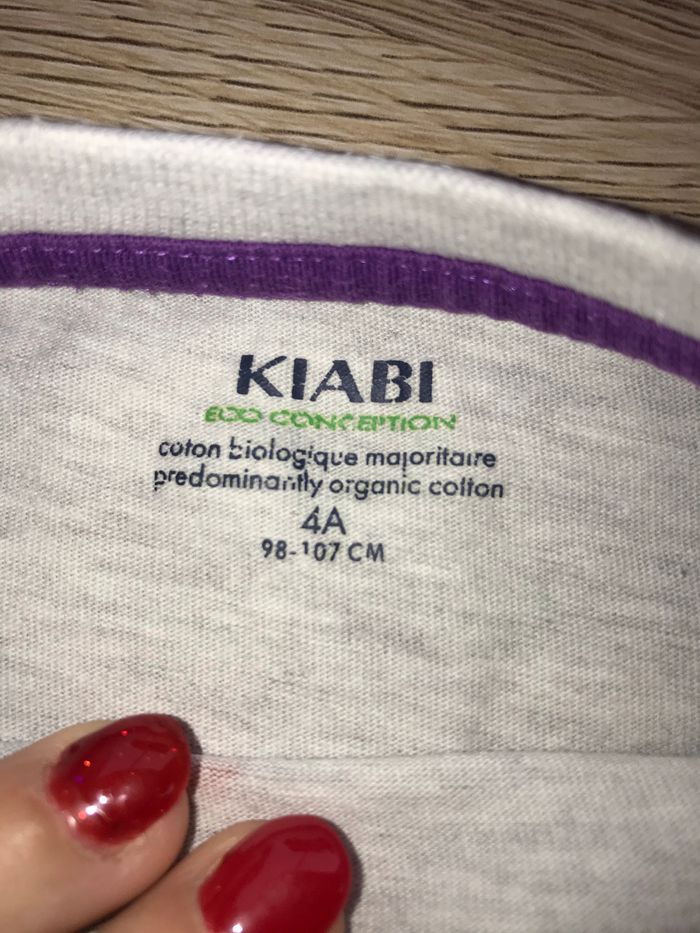 KIABI
ECO CONCEPTION
coton biologique majoritaire
predominantly organic cotton
4A
98-107 CM